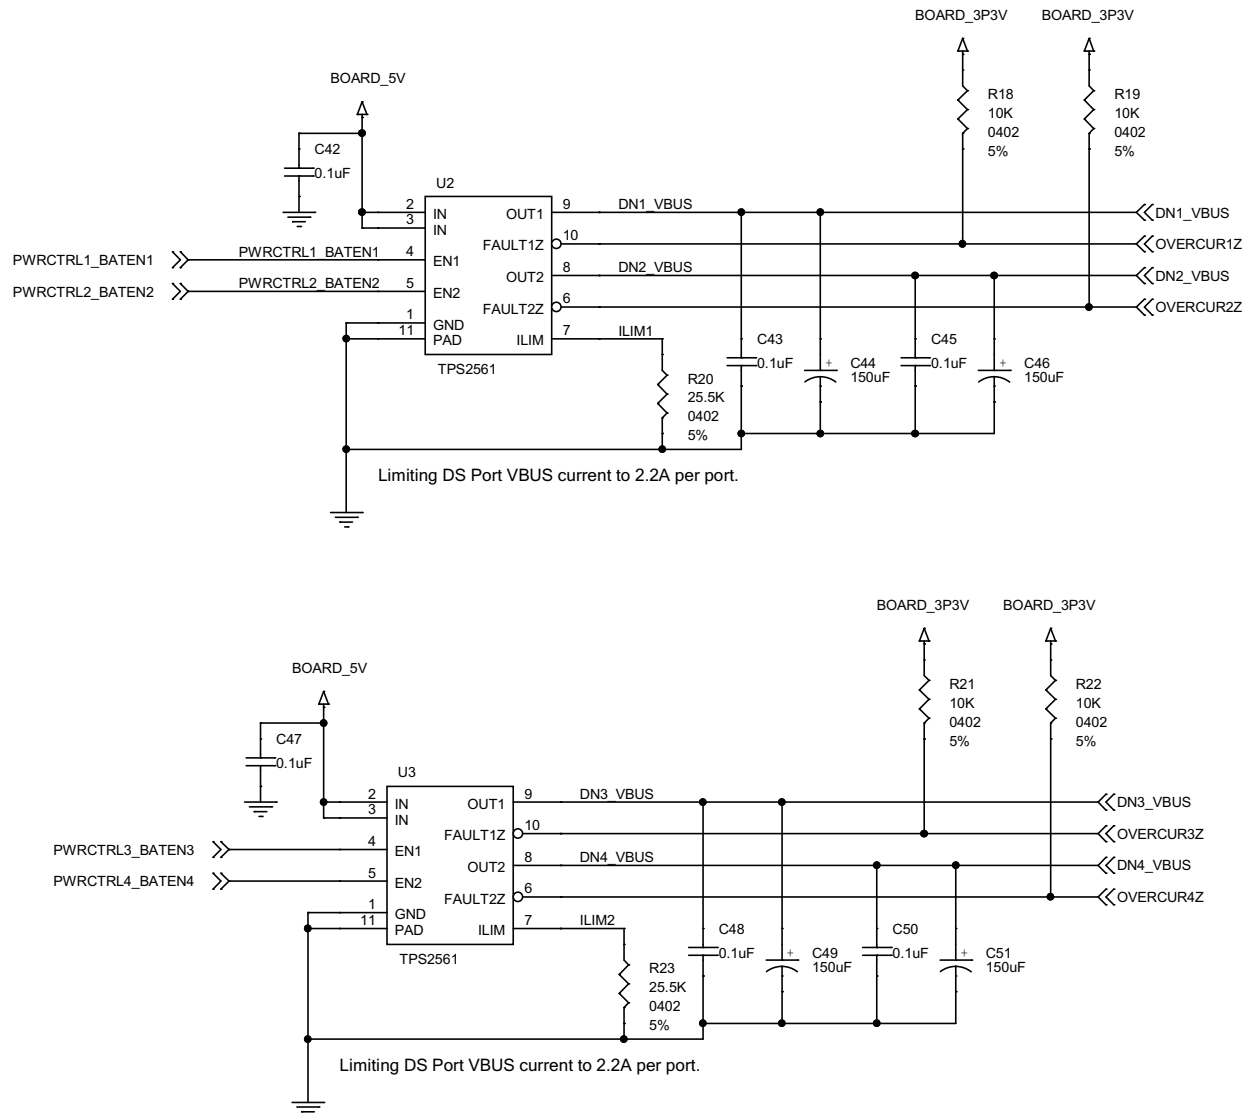 BOARD_3P3V BOARD_3P3V
BOARD_5V
R18
10K
0402
5%
R19
10K
0402
5%
C42
0.1uF
U2
2 IN
3 IN
4 EN1
5 EN2
1 GND
11 PAD
OUT1 9
FAULT1Z 10
OUT2 8
FAULT2Z 6
ILIM 7
TPS2561
PWRCTRL1_BATEN1 PWRCTRL1_BATEN1
PWRCTRL2_BATEN2 PWRCTRL2_BATEN2
DN1_VBUS DN1_VBUS
OVERCUR1Z
DN2_VBUS DN2_VBUS
OVERCUR2Z
ILIM1
R20
25.5K
0402
5%
C43
0.1uF
+
C44
150uF
C45
0.1uF
+
C46
150uF
Limiting DS Port VBUS current to 2.2A per port.
BOARD_3P3V BOARD_3P3V
BOARD_5V
R21
10K
0402
5%
R22
10K
0402
5%
C47
0.1uF
U3
2 IN
3 IN
4 EN1
5 EN2
1 GND
11 PAD
OUT1 9
FAULT1Z 10
OUT2 8
FAULT2Z 6
ILIM 7
TPS2561
PWRCTRL3_BATEN3
PWRCTRL4_BATEN4
DN3_VBUS DN3_VBUS
OVERCUR3Z
DN4_VBUS DN4_VBUS
OVERCUR4Z
ILIM2
R23
25.5K
0402
5%
C48
0.1uF
+
C49
150uF
C50
0.1uF
+
C51
150uF
Limiting DS Port VBUS current to 2.2A per port.